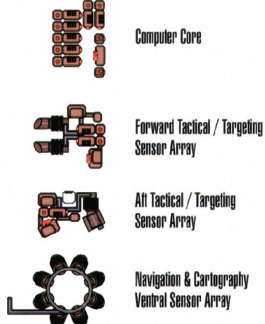 Computer Core
Forward Tactical / Targeting
Sensor Array
Aft Tactical / Targeting
Sensor Array
Navigation & Cartography
Ventral Sensor Array